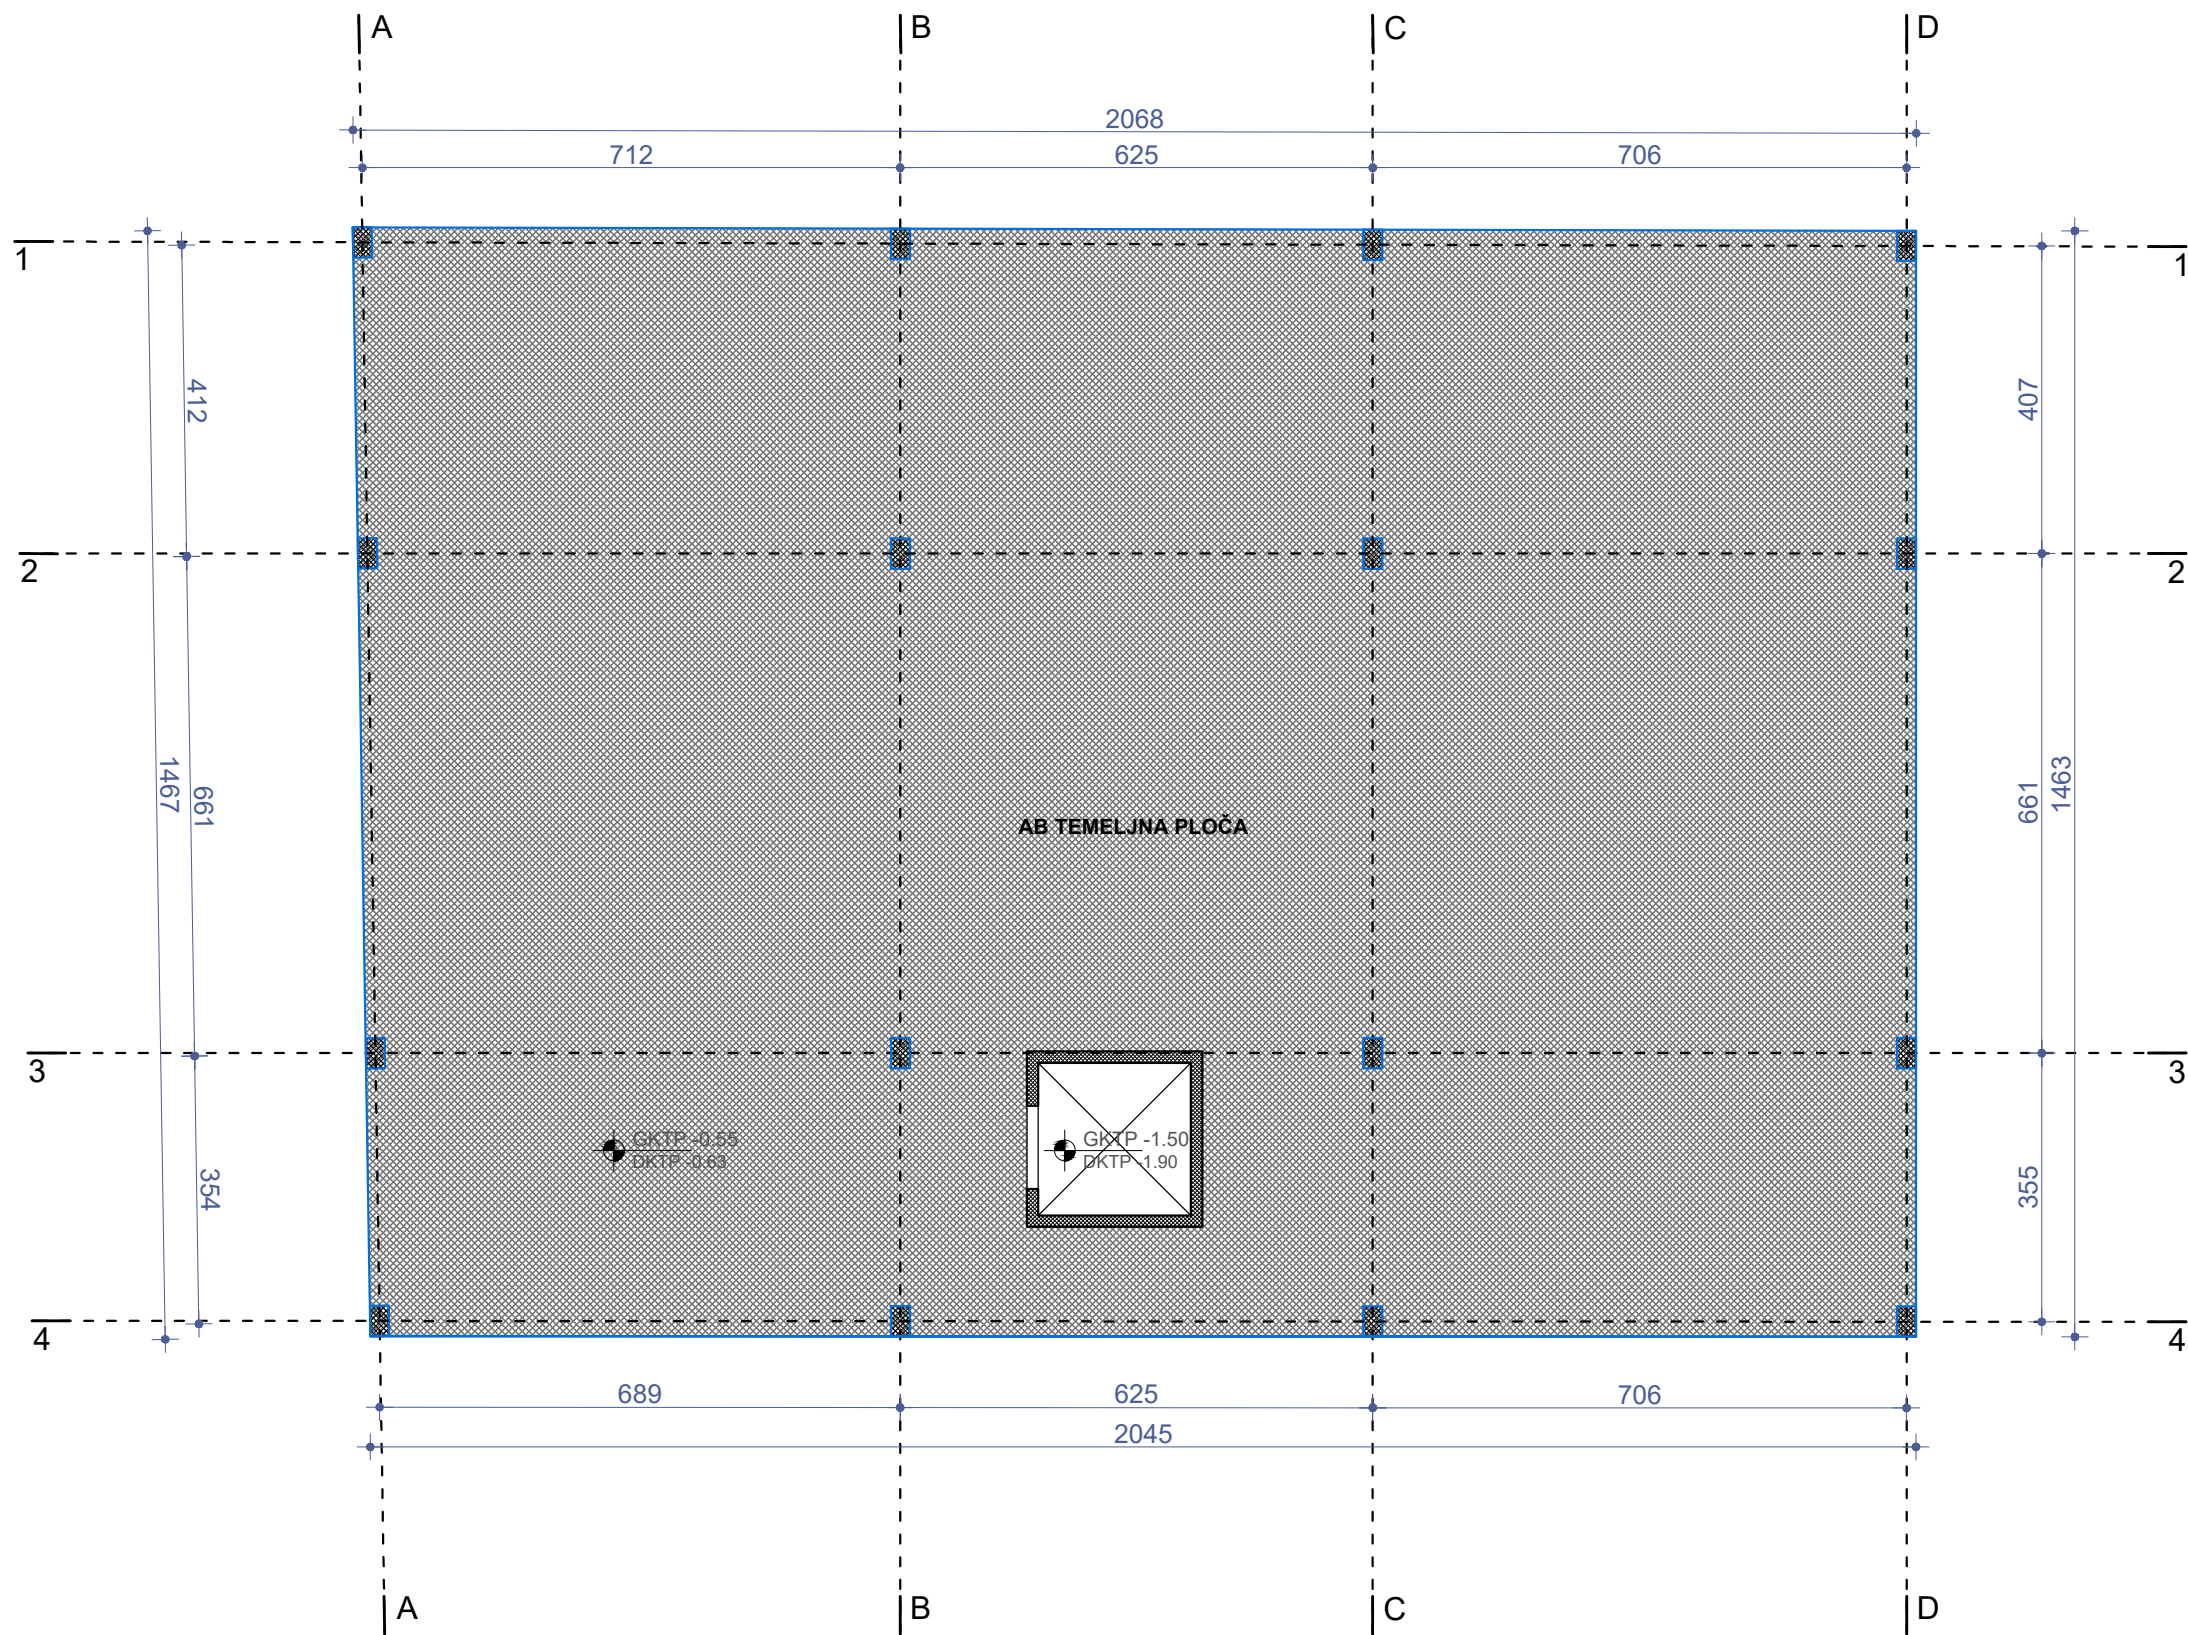 A B C D
2068
712 625 706
1 1
412 407
2 2
1467 661 661 1463
AB TEMELJNA PLOČA
3 3
GKTP -0.55 GKTP -1.50
DKTP -0.63 DKTP -1.90
354 355
4 4
689 625 706
2045
A B C D